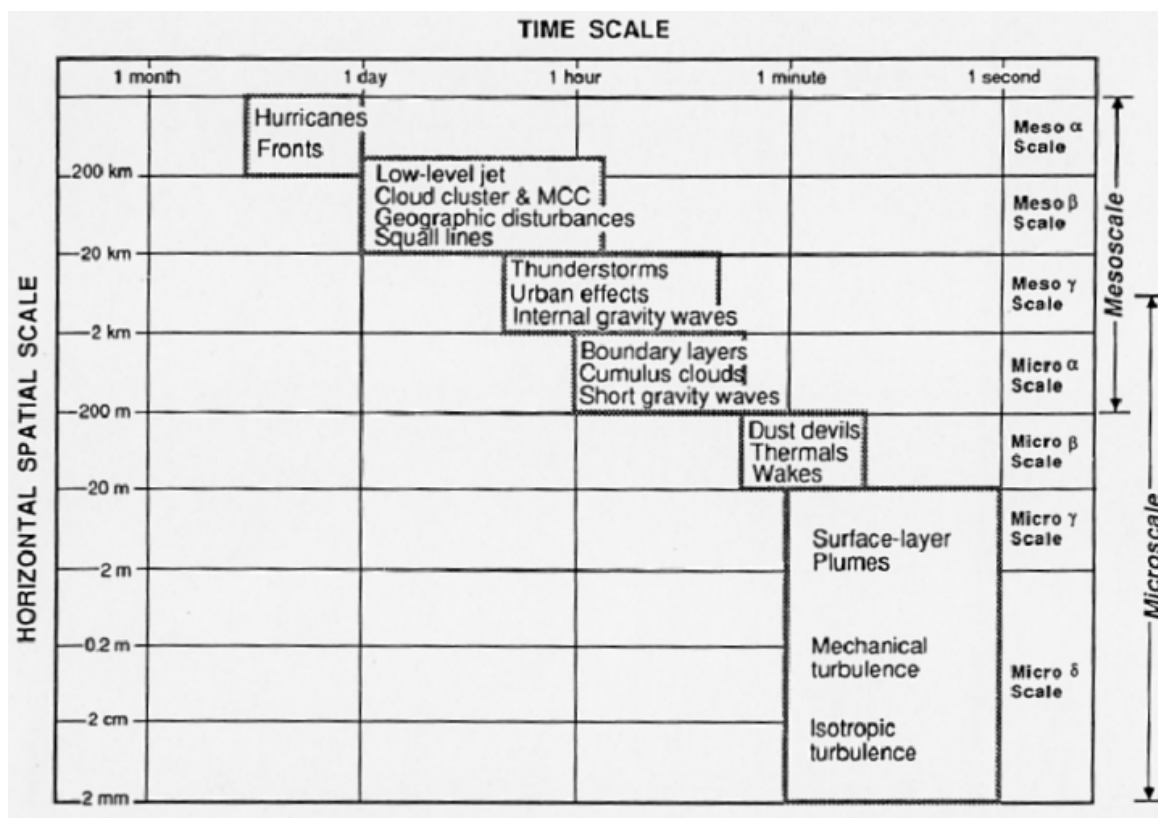 TIME SCALE
1 month 1 day 1 hour 1 minute 1 second
HORIZONTAL SPATIAL SCALE
200 km
20 km
2 km
200 m
20 m
2 m
0.2 m
2 cm
2 mm
Hurricanes
Fronts
Low-level jet
Cloud cluster & MCC
Geographic disturbances
Squall lines
Thunderstorms
Urban effects
Internal gravity waves
Boundary layers
Cumulus clouds
Short gravity waves
Dust devils
Thermals
Wakes
Surface-layer
Plumes
Mechanical
turbulence
Isotropic
turbulence
Meso α
Scale
Meso β
Scale
Meso γ
Scale
Micro α
Scale
Micro β
Scale
Micro γ
Scale
Micro δ
Scale
Mesoscale
Microscale